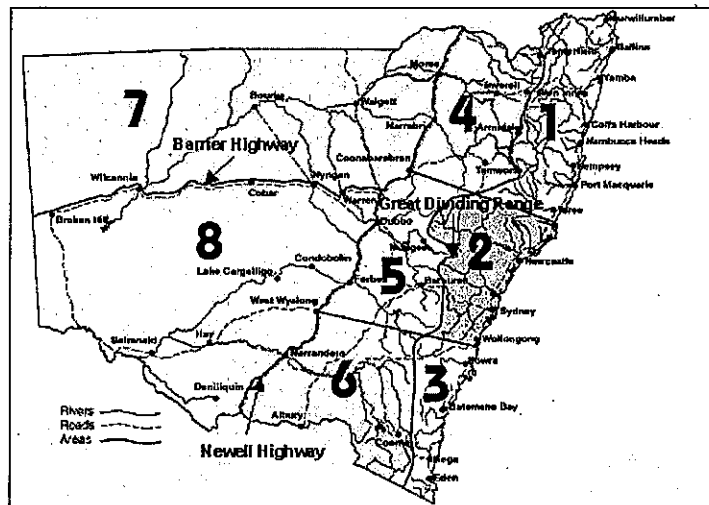 Ballina
Yamba
Moree
Inverell
Glen Innes
7
Bourke
Walgett
4
1
Barrier Highway
Narrabri
Armidale
Coffs Harbour
Nambucca Heads
Coonabarabran
Wilcannia
Nyngan
Tamworth
Kempsey
Port Macquarie
Cobar
Warren
Great Dividing Range
Taree
Broken Hill
Dubbo
8
Mudgee
2
Newcastle
Condobolin
5
Lake Cargelligo
Forbes
Bathurst
West Wyalong
Sydney
Wollongong
Balranald
Hay
Narrandera
Nowra
6
3
Deniliquin
Batemans Bay
Rivers
Roads
Areas
Albury
Cooma
Newell Highway
Bega
Eden